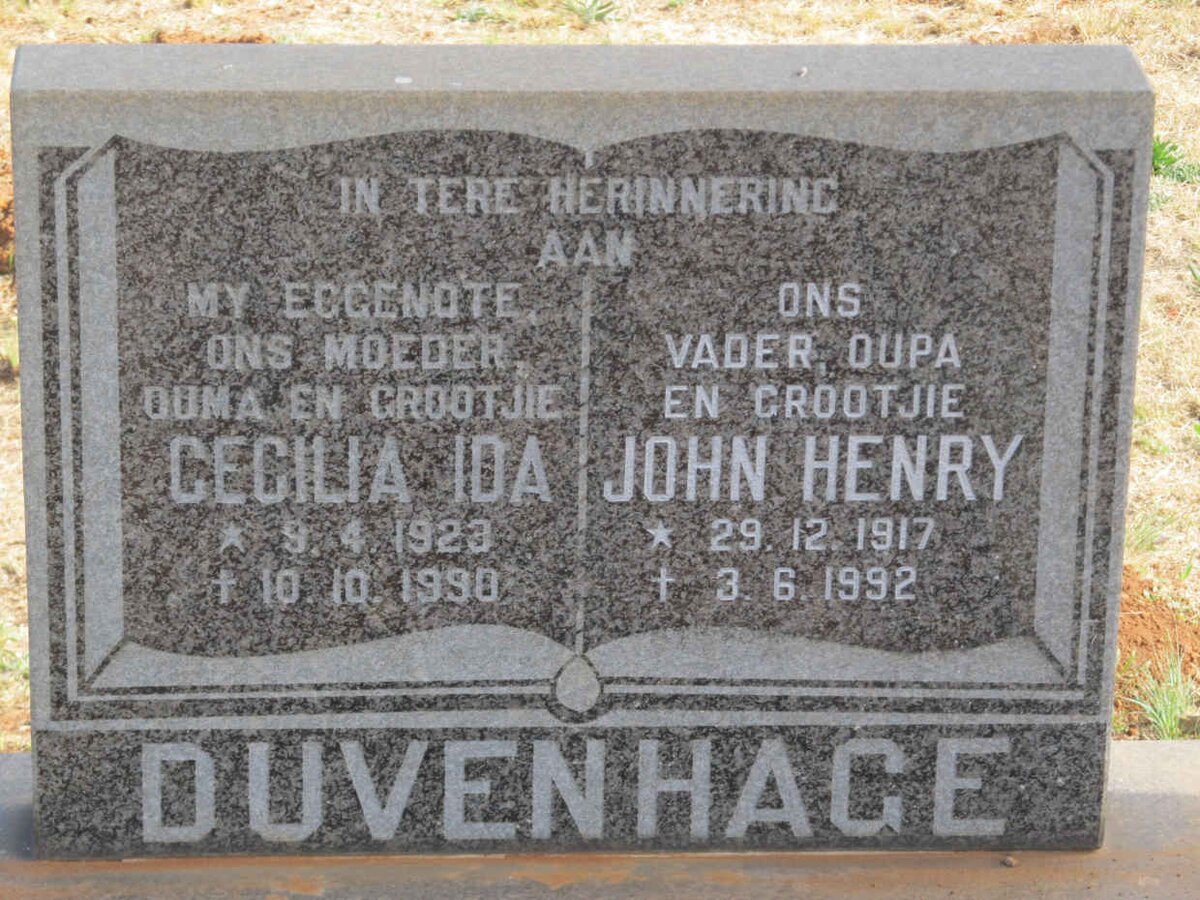 IN TERE HERINNERING
AAN
MY EGGENOTE,
ONS MOEDER,
OUMA EN GROOTJIE
CECILIA IDA
★ 9. 4. 1923
† 10. 10. 1990
ONS
VADER, OUPA
EN GROOTJIE
JOHN HENRY
★ 29. 12. 1917
† 3. 6. 1992
DUVENHAGE